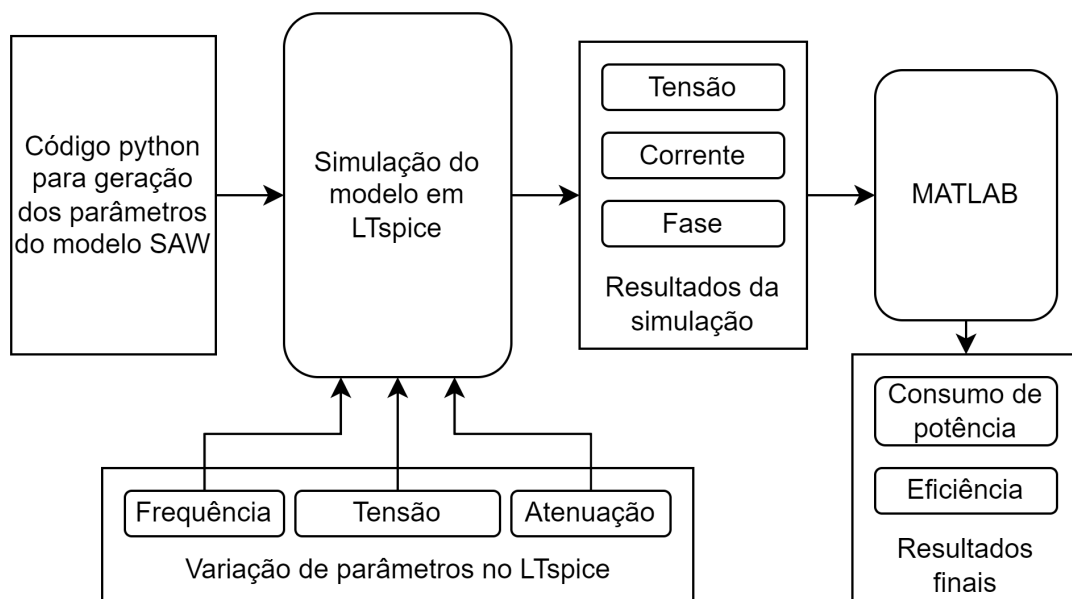 Código python
para geração
dos parâmetros
do modelo SAW
Simulação do
modelo em
LTspice
Tensão
Corrente
Fase
Resultados da
simulação
MATLAB
Consumo de
potência
Eficiência
Resultados
finais
Frequência
Tensão
Atenuação
Variação de parâmetros no LTspice